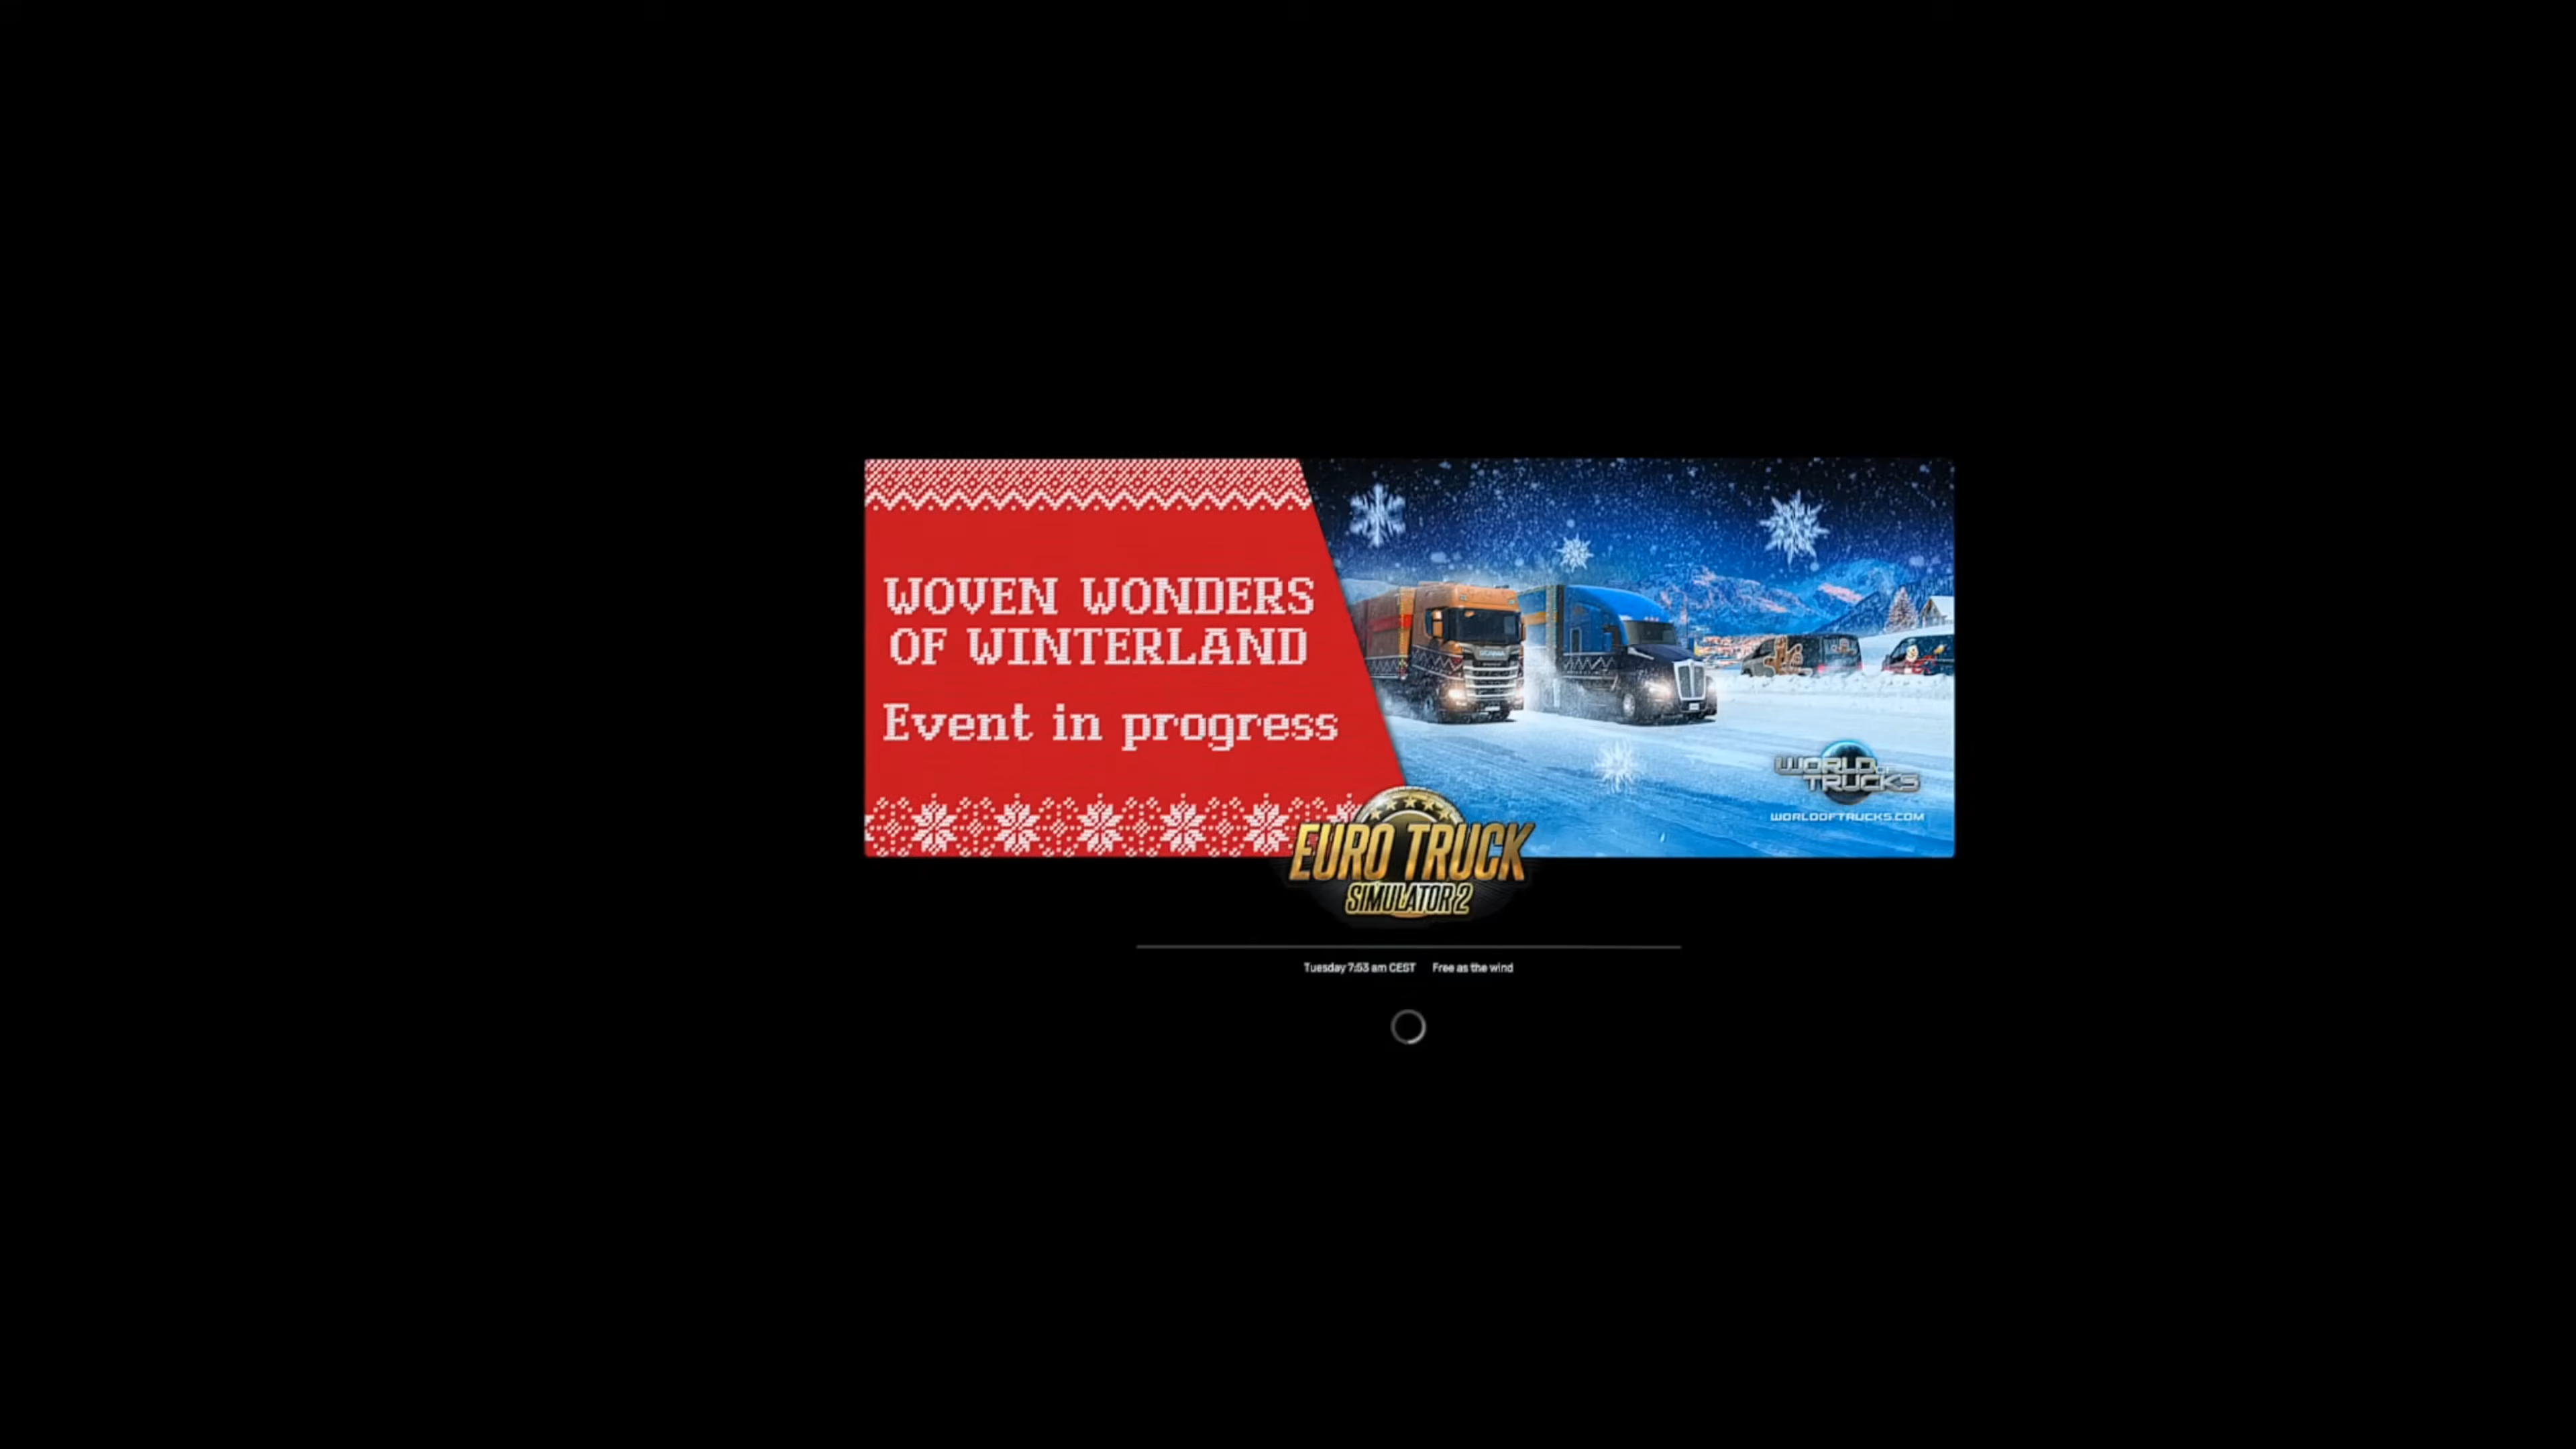 WOVEN WONDERS
OF WINTERLAND
Event in progress
WORLD OF
TRUCKS
WORLDOFTRUCKS.COM
EURO TRUCK
SIMULATOR 2
Tuesday 7:53 am CEST Free as the wind